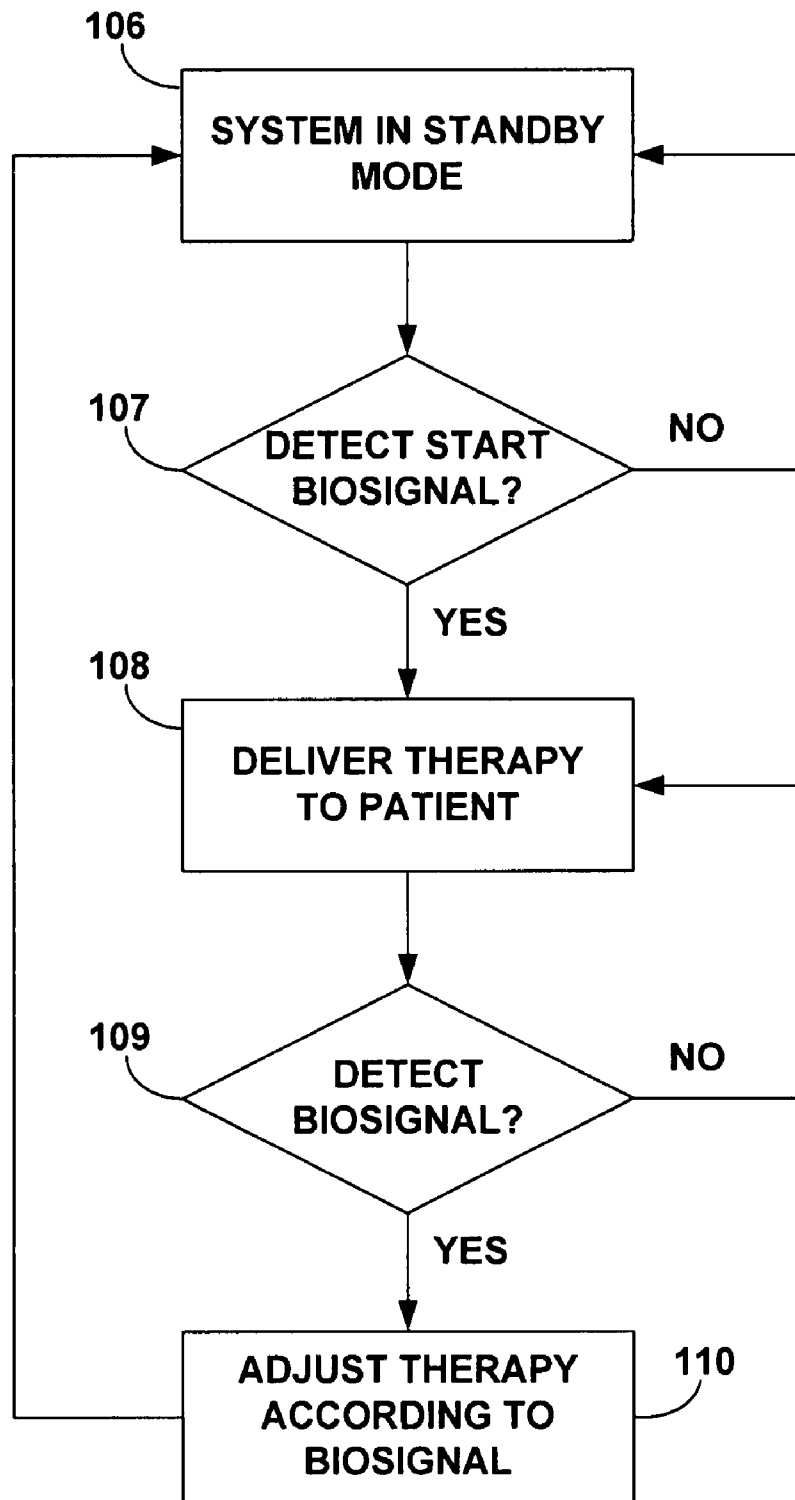 106
SYSTEM IN STANDBY
MODE
107
DETECT START
BIOSIGNAL?
NO
YES
108
DELIVER THERAPY
TO PATIENT
109
DETECT
BIOSIGNAL?
NO
YES
ADJUST THERAPY
ACCORDING TO
BIOSIGNAL
110